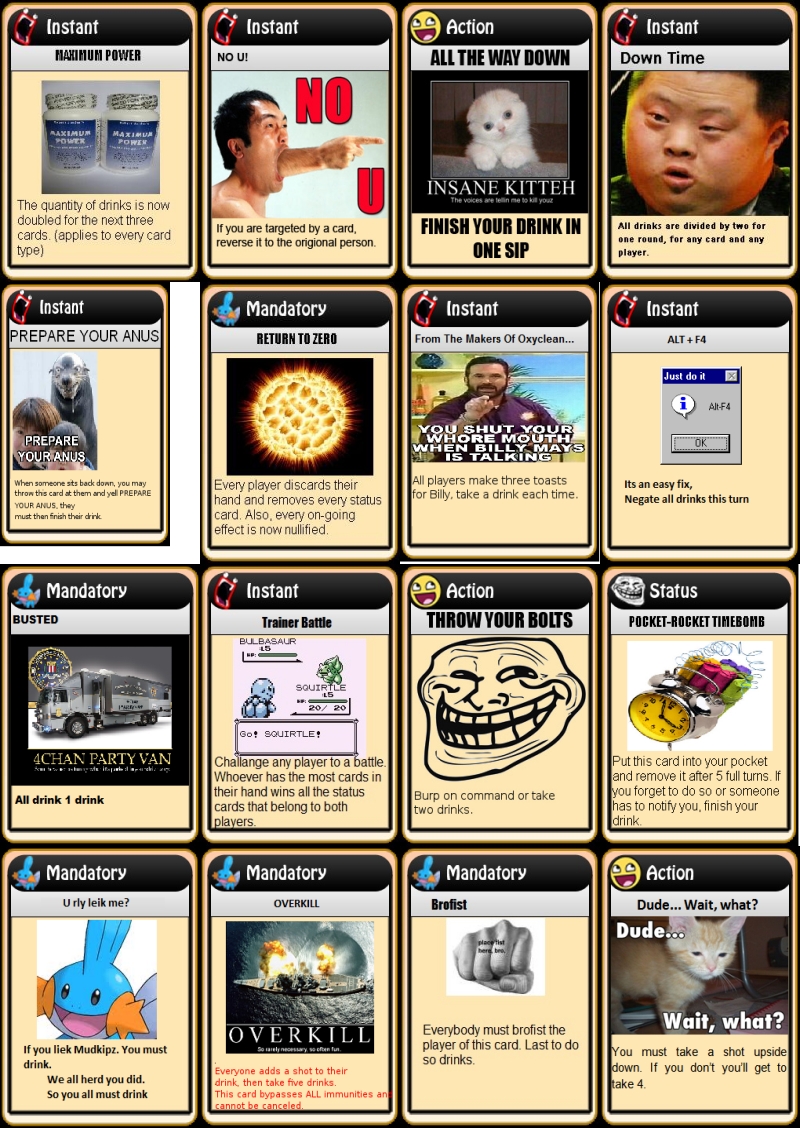 Instant
MAXIMUM POWER
MAXIMUM
POWER
MAXIMUM
POWER
The quantity of drinks is now
doubled for the next three
cards. (applies to every card
type)
Instant
NO U!
NO
U
If you are targeted by a card,
reverse it to the origional person.
Action
ALL THE WAY DOWN
INSANE KITTEH
The voices are tellin me to kill youz
FINISH YOUR DRINK IN
ONE SIP
Instant
Down Time
All drinks are divided by two for
one round, for any card and any
player.
Instant
PREPARE YOUR ANUS
PREPARE
YOUR ANUS
When someone sits back down, you may
throw this card at them and yell PREPARE
YOUR ANUS, they
must then finish their drink.
Mandatory
RETURN TO ZERO
Every player discards their
hand and removes every status
card. Also, every on-going
effect is now nullified.
Instant
From The Makers Of Oxyclean...
YOU SHUT YOUR
WHORE MOUTH
WHEN BILLY MAYS
IS TALKING
All players make three toasts
for Billy, take a drink each time.
Instant
ALT + F4
Just do it
Alt-F4
OK
Its an easy fix,
Negate all drinks this turn
Mandatory
BUSTED
4CHAN PARTY VAN
All drink 1 drink
Instant
Trainer Battle
BULBASAUR
:L5
HP:
SQUIRTLE
:L5
HP:
20/ 20
Go! SQUIRTLE!
Challange any player to a battle.
Whoever has the most cards in
their hand wins all the status
cards that belong to both
players.
Action
THROW YOUR BOLTS
Burp on command or take
two drinks.
Status
POCKET-ROCKET TIMEBOMB
Put this card into your pocket
and remove it after 5 full turns. If
you forget to do so or someone
has to notify you, finish your
drink.
Mandatory
U rly leik me?
If you liek Mudkipz. You must
drink.
We all herd you did.
So you all must drink
Mandatory
OVERKILL
OVERKILL
So rarely necessary, so often fun.
Everyone adds a shot to their
drink, then take five drinks.
This card bypasses ALL immunities and
cannot be canceled.
Mandatory
Brofist
place fist
here, bro.
Everybody must brofist the
player of this card. Last to do
so drinks.
Action
Dude... Wait, what?
Dude...
Wait, what?
You must take a shot upside
down. If you don't you'll get to
take 4.